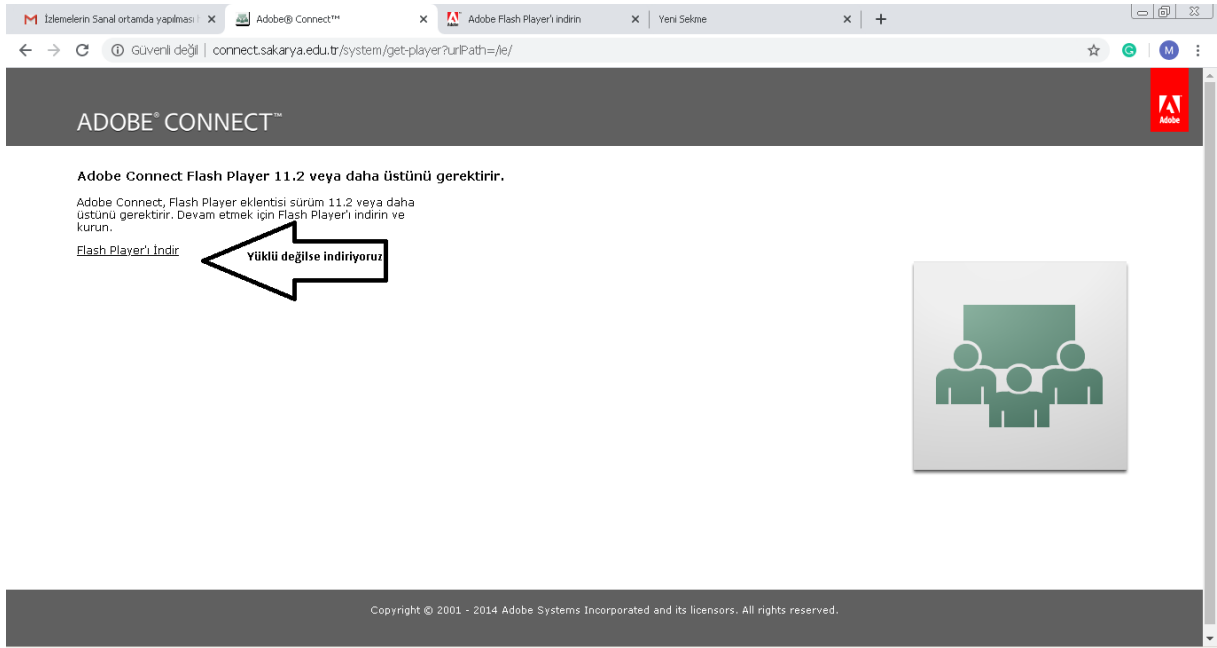 İzlemelerin Sanal ortamda yapılması
Adobe® Connect™
Adobe Flash Player'ı indirin
Yeni Sekme
Güvenli değil | connect.sakarya.edu.tr/system/get-player?urlPath=/ie/
M
ADOBE® CONNECT™
Adobe
Adobe Connect Flash Player 11.2 veya daha üstünü gerektirir.
Adobe Connect, Flash Player eklentisi sürüm 11.2 veya daha
üstünü gerektirir. Devam etmek için Flash Player'ı indirin ve
kurun.
Flash Player'ı İndir
Yüklü değilse indiriyoruz
Copyright © 2001 - 2014 Adobe Systems Incorporated and its licensors. All rights reserved.